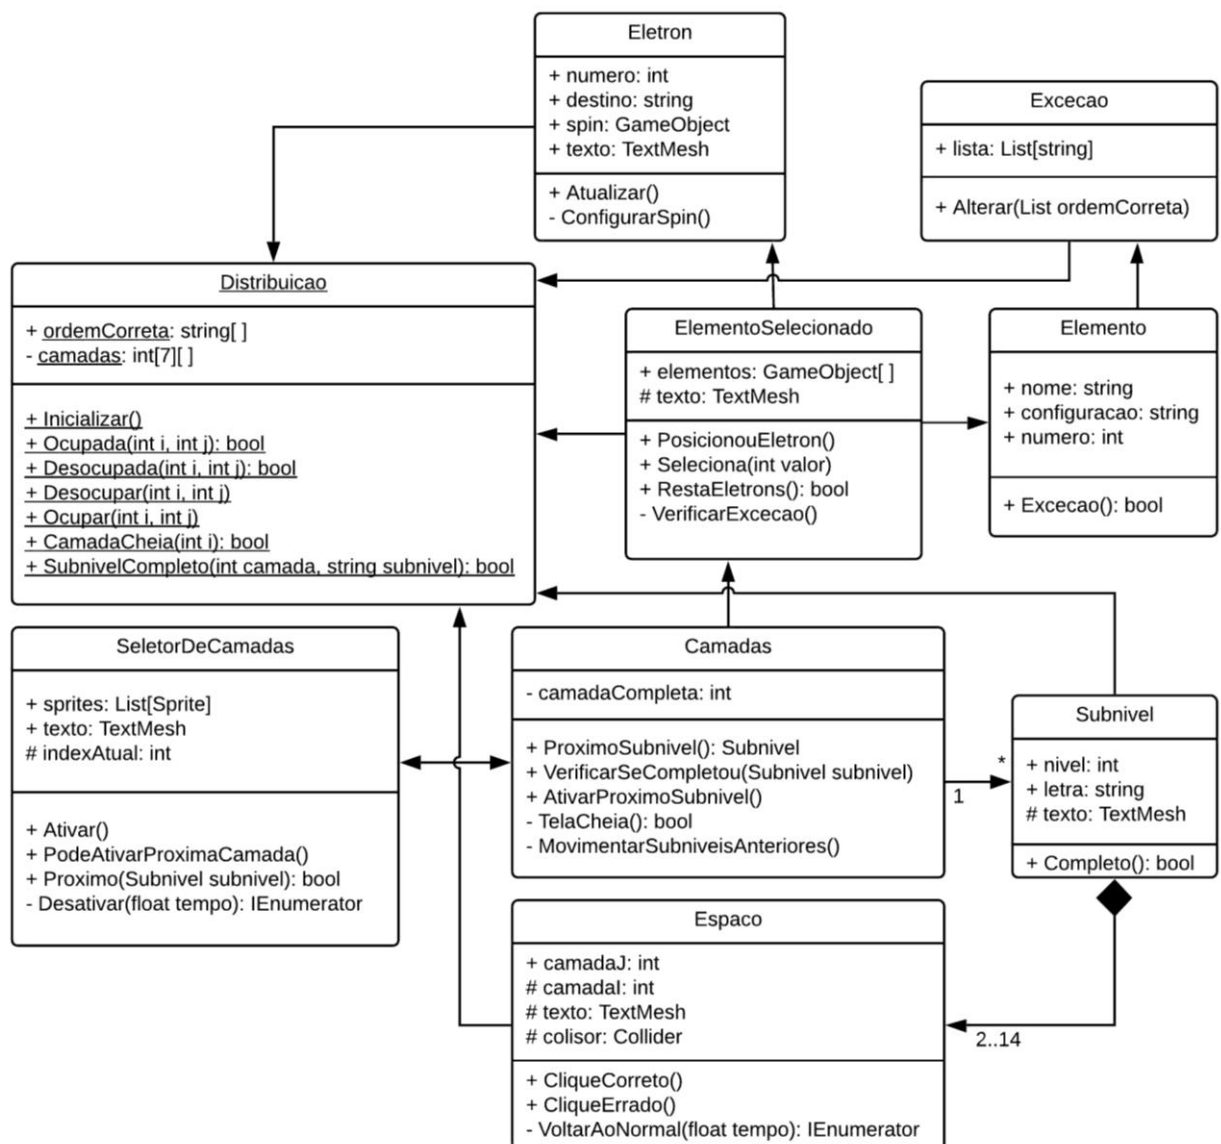 Eletron
+ numero: int
+ destino: string
+ spin: GameObject
+ texto: TextMesh
+ Atualizar()
- ConfigurarSpin()
Excecao
+ lista: List[string]
+ Alterar(List ordemCorreta)
Distribuicao
+ ordemCorreta: string[ ]
- camadas: int[7][ ]
+ Inicializar()
+ Ocupada(int i, int j): bool
+ Desocupada(int i, int j): bool
+ Desocupar(int i, int j)
+ Ocupar(int i, int j)
+ CamadaCheia(int i): bool
+ SubnivelCompleto(int camada, string subnivel): bool
ElementoSelecionado
+ elementos: GameObject[ ]
# texto: TextMesh
+ PosicionouEletron()
+ Seleciona(int valor)
+ RestaEletrons(): bool
- VerificarExcecao()
Elemento
+ nome: string
+ configuracao: string
+ numero: int
+ Excecao(): bool
SeletorDeCamadas
+ sprites: List[Sprite]
+ texto: TextMesh
# indexAtual: int
+ Ativar()
+ PodeAtivarProximaCamada()
+ Proximo(Subnivel subnivel): bool
- Desativar(float tempo): IEnumerator
Camadas
- camadaCompleta: int
+ ProximoSubnivel(): Subnivel
+ VerificarSeCompletou(Subnivel subnivel)
+ AtivarProximoSubnivel()
- TelaCheia(): bool
- MovimentarSubniveisAnteriores()
1
*
Subnivel
+ nivel: int
+ letra: string
# texto: TextMesh
+ Completo(): bool
2..14
Espaco
+ camadaJ: int
# camadaI: int
# texto: TextMesh
# colisor: Collider
+ CliqueCorreto()
+ CliqueErrado()
- VoltarAoNormal(float tempo): IEnumerator